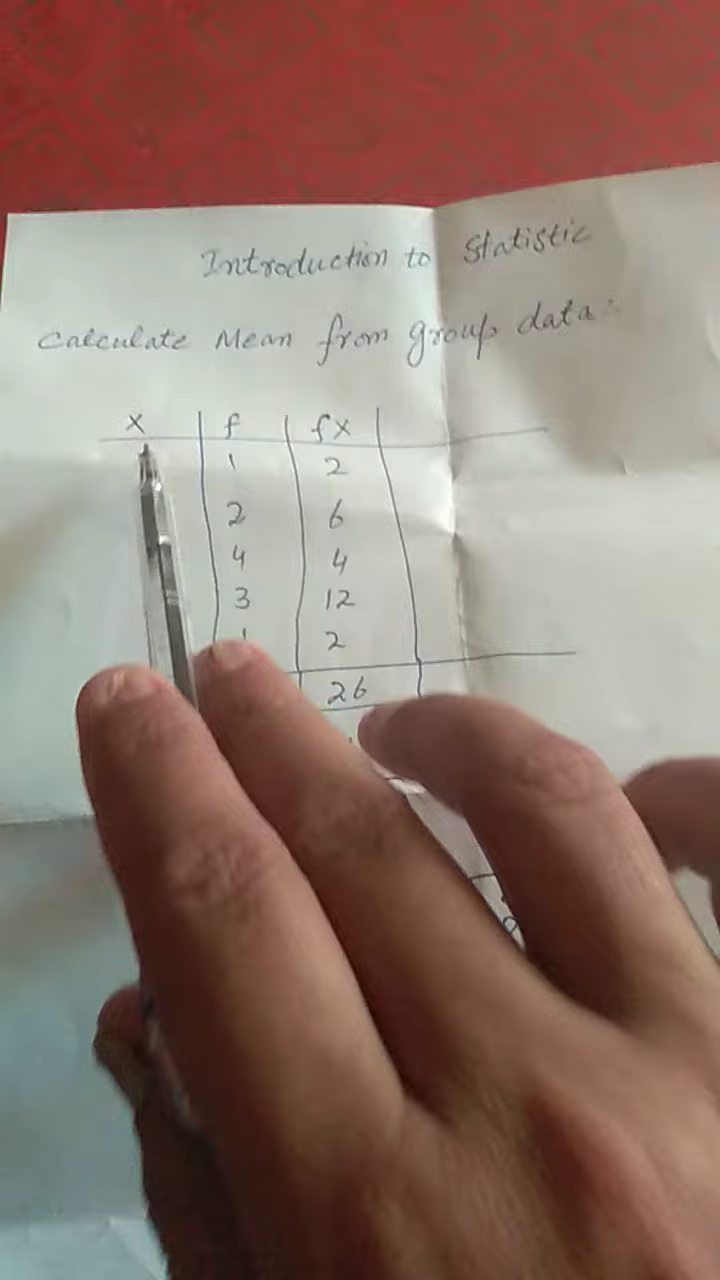 Introduction to Statistic
Calculate Mean from group data:
x f fx
1 2
2 6
4 4
3 12
1 2
26